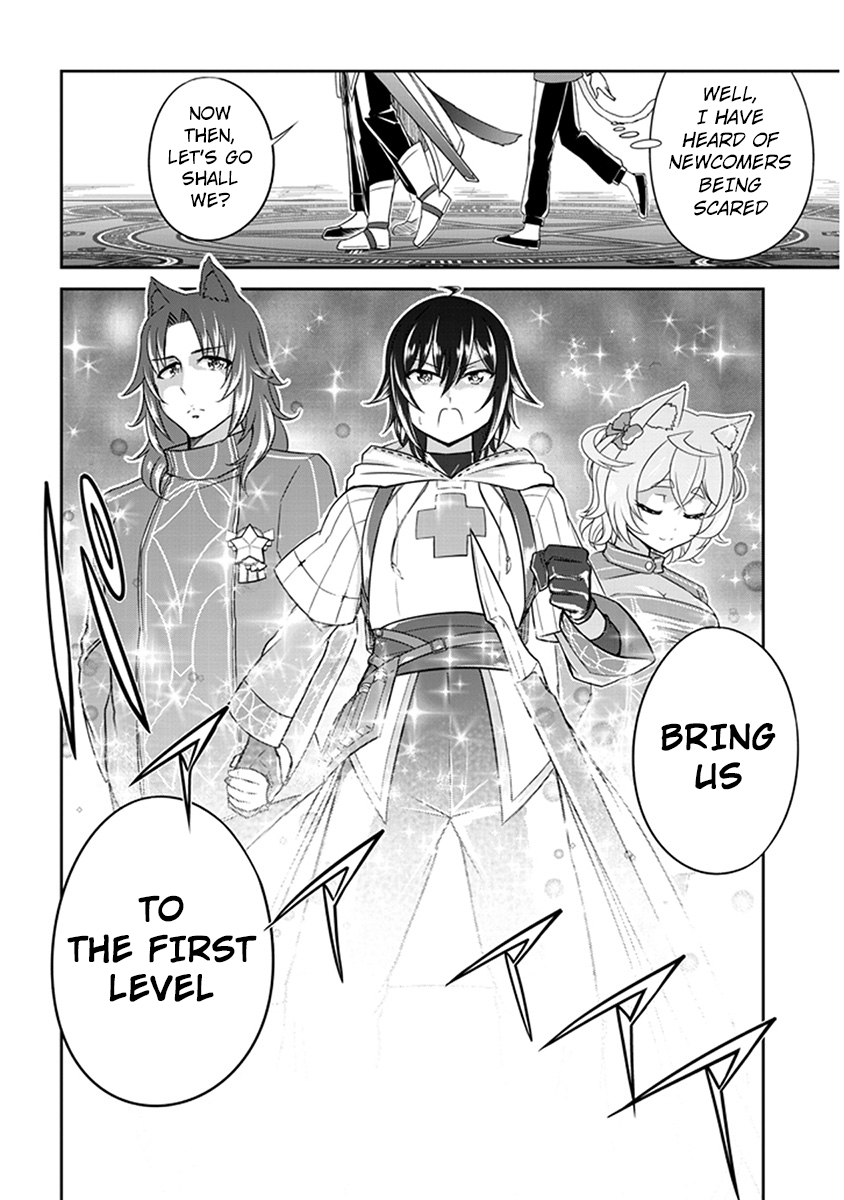 WELL,
I HAVE
HEARD OF
NEWCOMERS
BEING
SCARED
NOW
THEN,
LET'S GO
SHALL
WE?
BRING
US
TO
THE FIRST
LEVEL